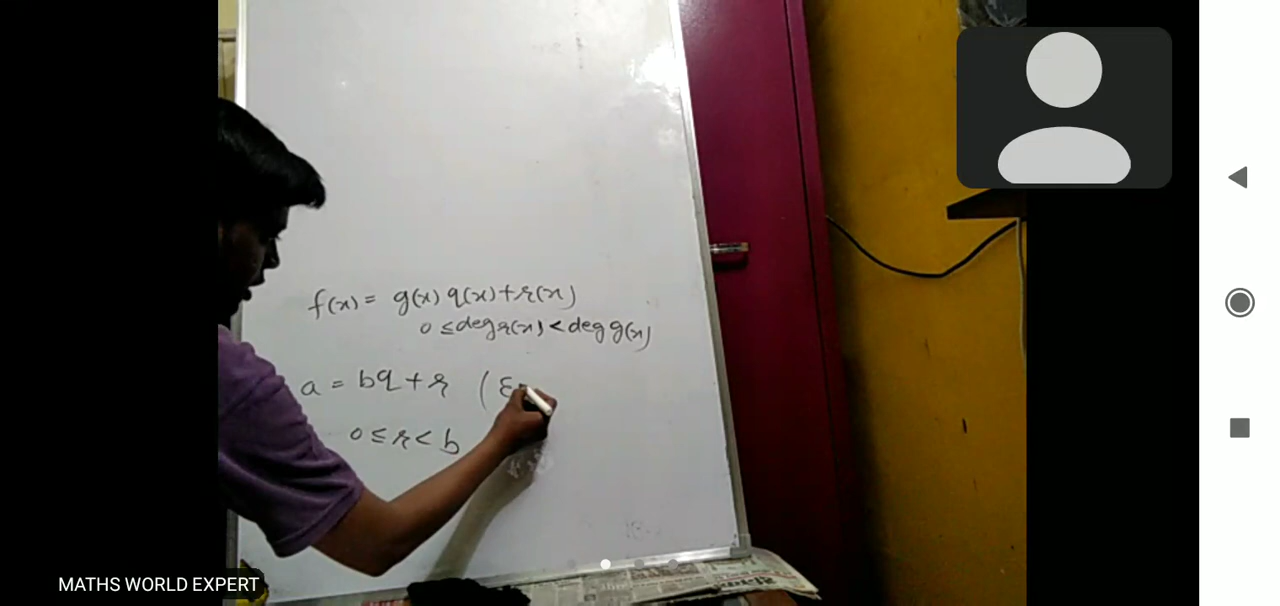 f(x) = g(x) q(x) + r(x)
0 ≤ deg r(x) < deg g(x)
a = bq + r (E
0 ≤ r < b
MATHS WORLD EXPERT